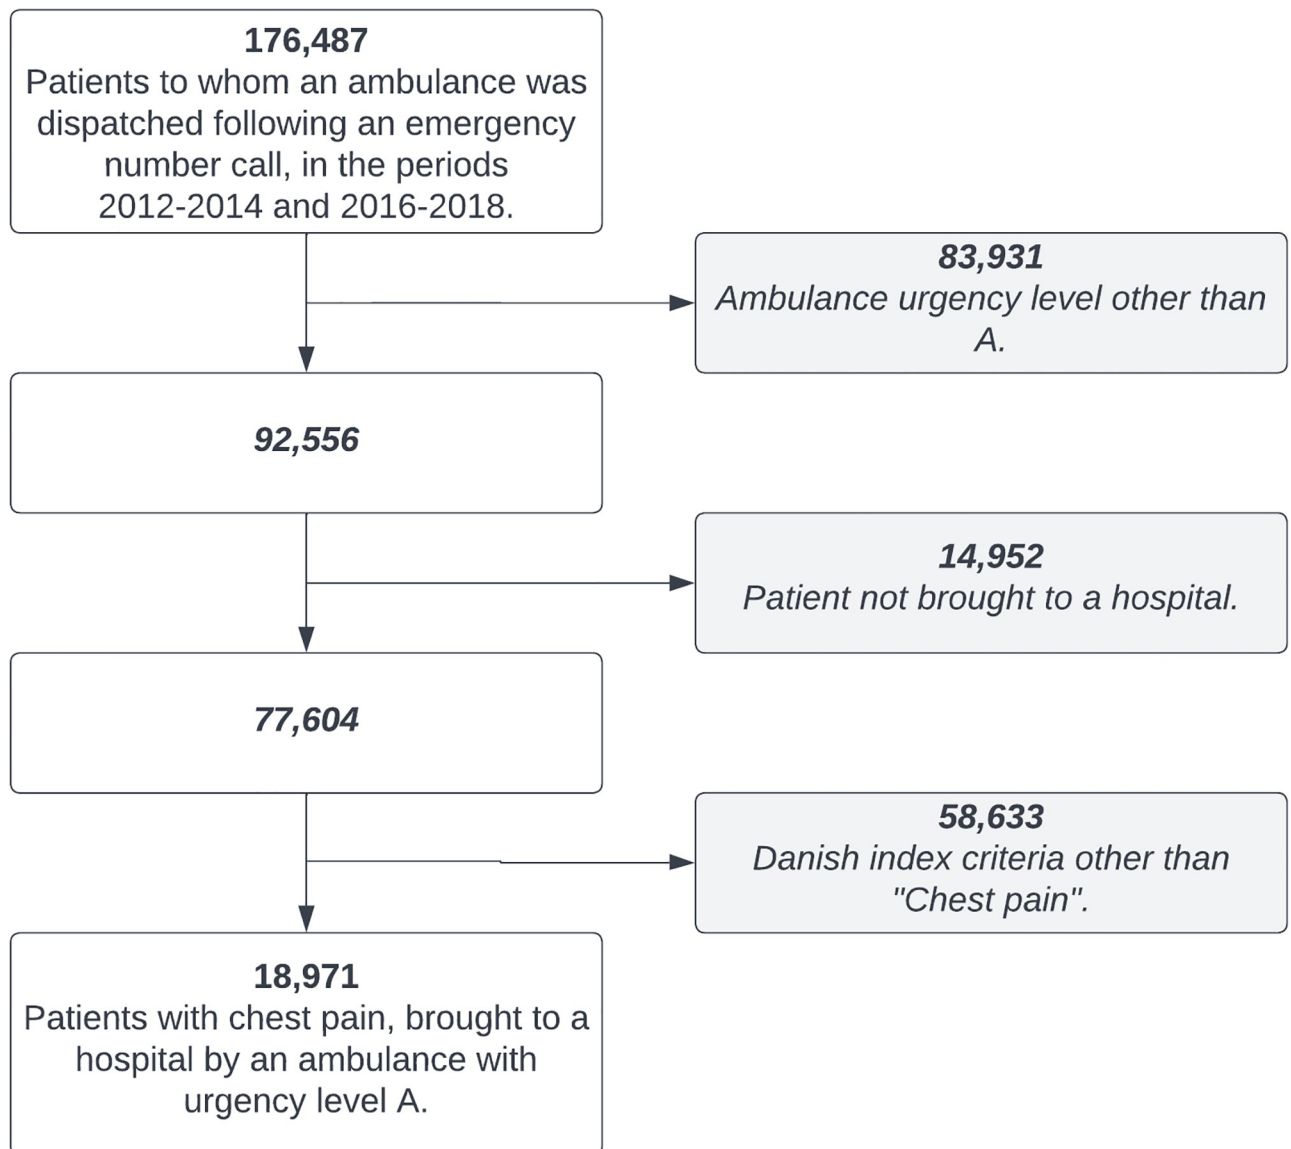 176,487
Patients to whom an ambulance was
dispatched following an emergency
number call, in the periods
2012-2014 and 2016-2018.
83,931
Ambulance urgency level other than
A.
92,556
14,952
Patient not brought to a hospital.
77,604
58,633
Danish index criteria other than
"Chest pain".
18,971
Patients with chest pain, brought to a
hospital by an ambulance with
urgency level A.